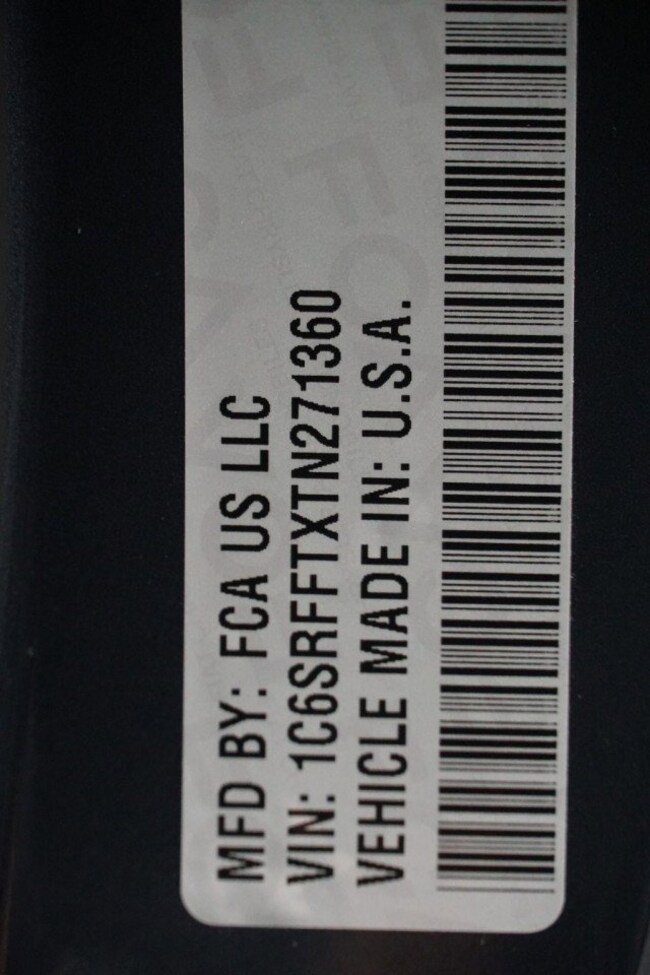 MFD BY: FCA US LLC
VIN: 1C6SRFFTXTN271360
VEHICLE MADE IN: U.S.A.